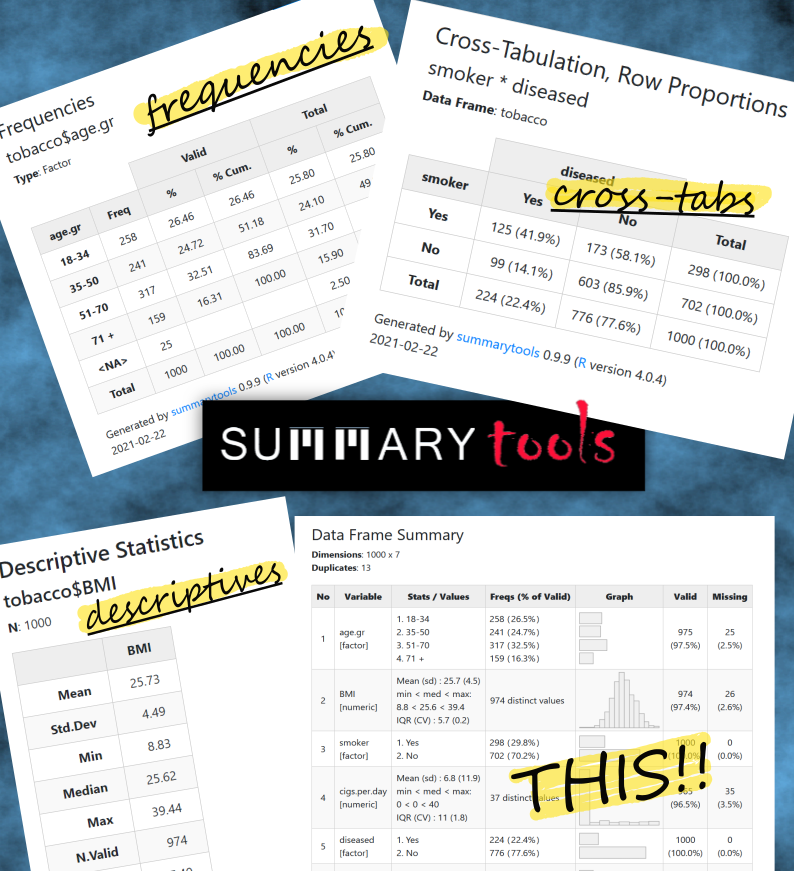 Frequencies
tobacco$age.gr
Type: Factor
frequencies
Valid Total
age.gr Freq % % Cum. % % Cum.
18-34 258 26.46 26.46 25.80 25.80
35-50 241 24.72 51.18 24.10 49
51-70 317 32.51 83.69 31.70
71 + 159 16.31 100.00 15.90
<NA> 25 2.50
Total 1000 100.00 100.00
Generated by summarytools 0.9.9 (R version 4.0.4)
2021-02-22
Cross-Tabulation, Row Proportions
smoker * diseased
Data Frame: tobacco
diseased
cross-tabs
smoker Yes No Total
Yes 125 (41.9%) 173 (58.1%) 298 (100.0%)
No 99 (14.1%) 603 (85.9%) 702 (100.0%)
Total 224 (22.4%) 776 (77.6%) 1000 (100.0%)
Generated by summarytools 0.9.9 (R version 4.0.4)
2021-02-22
SUMMARY tools
Descriptive Statistics
tobacco$BMI
N: 1000
descriptives
BMI
Mean 25.73
Std.Dev 4.49
Min 8.83
Median 25.62
Max 39.44
N.Valid 974
Data Frame Summary
Dimensions: 1000 x 7
Duplicates: 13
No Variable Stats / Values Freqs (% of Valid) Graph Valid Missing
1 age.gr [factor]
1. 18-34 258 (26.5%)
2. 35-50 241 (24.7%)
3. 51-70 317 (32.5%)
4. 71 + 159 (16.3%)
975 (97.5%) 25 (2.5%)
2 BMI [numeric]
Mean (sd) : 25.7 (4.5)
min < med < max:
8.8 < 25.6 < 39.4
IQR (CV) : 5.7 (0.2)
974 distinct values
974 (97.4%) 26 (2.6%)
3 smoker [factor]
1. Yes 298 (29.8%)
2. No 702 (70.2%)
1000 (100.0%) 0 (0.0%)
THIS!!
4 cigs.per.day [numeric]
Mean (sd) : 6.8 (11.9)
min < med < max:
0 < 0 < 40
IQR (CV) : 11 (1.8)
37 distinct values
965 (96.5%) 35 (3.5%)
5 diseased [factor]
1. Yes 224 (22.4%)
2. No 776 (77.6%)
1000 (100.0%) 0 (0.0%)